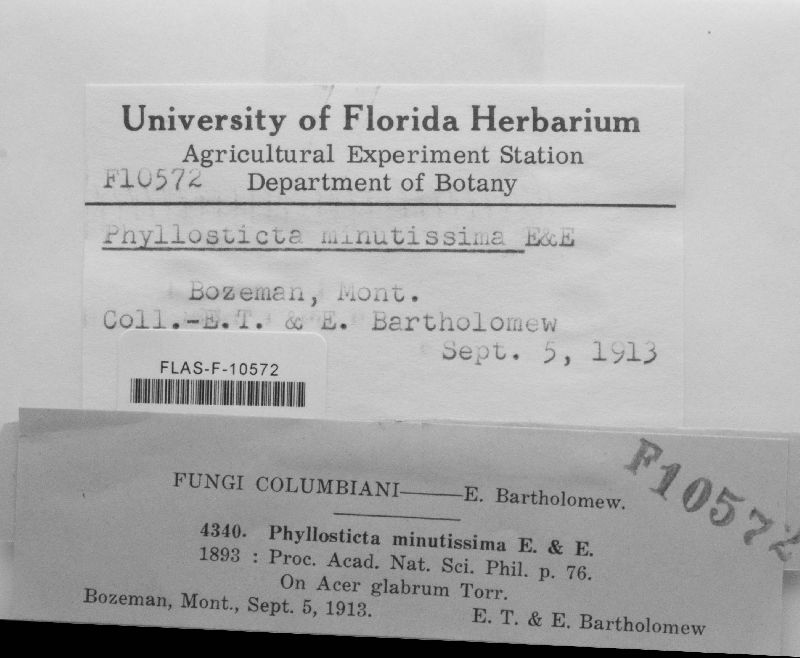 University of Florida Herbarium
Agricultural Experiment Station
F10572 Department of Botany
Phyllosticta minutissima E&E
Bozeman, Mont.
Coll.-E.T. & E. Bartholomew
Sept. 5, 1913
FLAS-F-10572
F10572
FUNGI COLUMBIANI——E. Bartholomew.
4340. Phyllosticta minutissima E. & E.
1893 : Proc. Acad. Nat. Sci. Phil. p. 76.
On Acer glabrum Torr.
Bozeman, Mont., Sept. 5, 1913. E. T. & E. Bartholomew